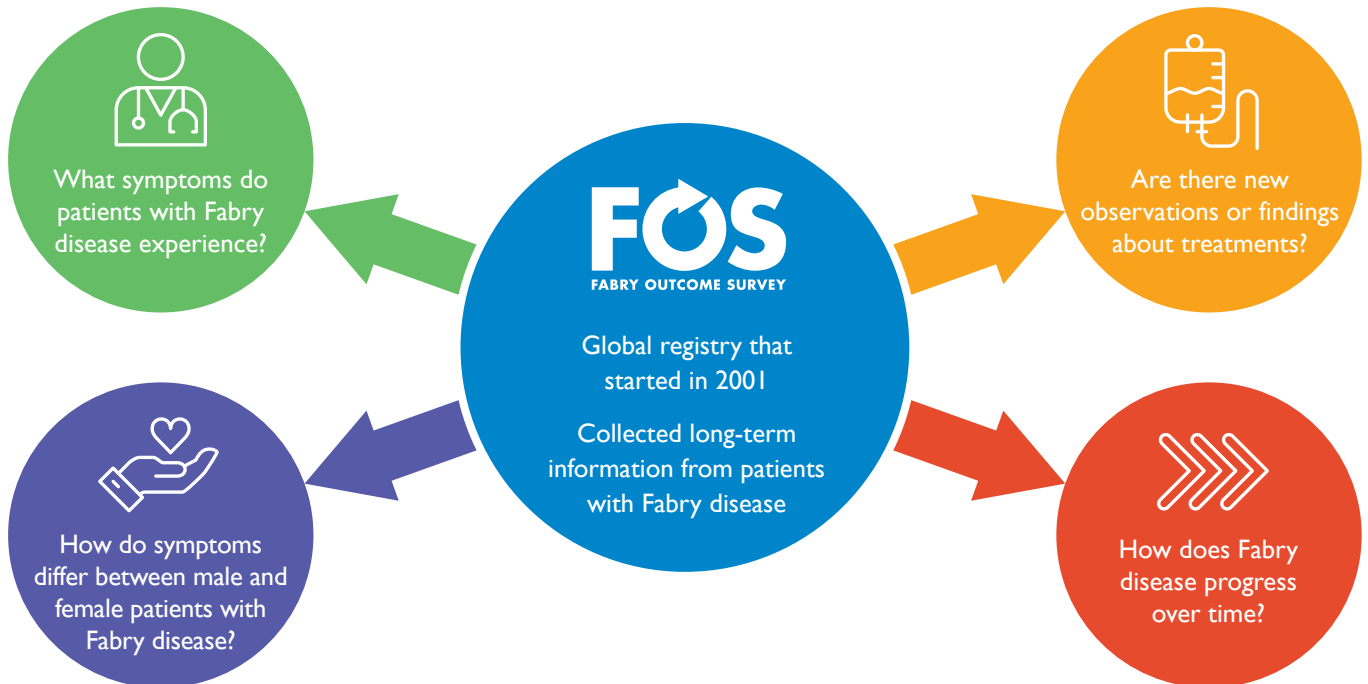 What symptoms do
patients with Fabry
disease experience?
FOS
FABRY OUTCOME SURVEY
Global registry that
started in 2001
Collected long-term
information from patients
with Fabry disease
Are there new
observations or findings
about treatments?
How do symptoms
differ between male and
female patients with
Fabry disease?
How does Fabry
disease progress
over time?